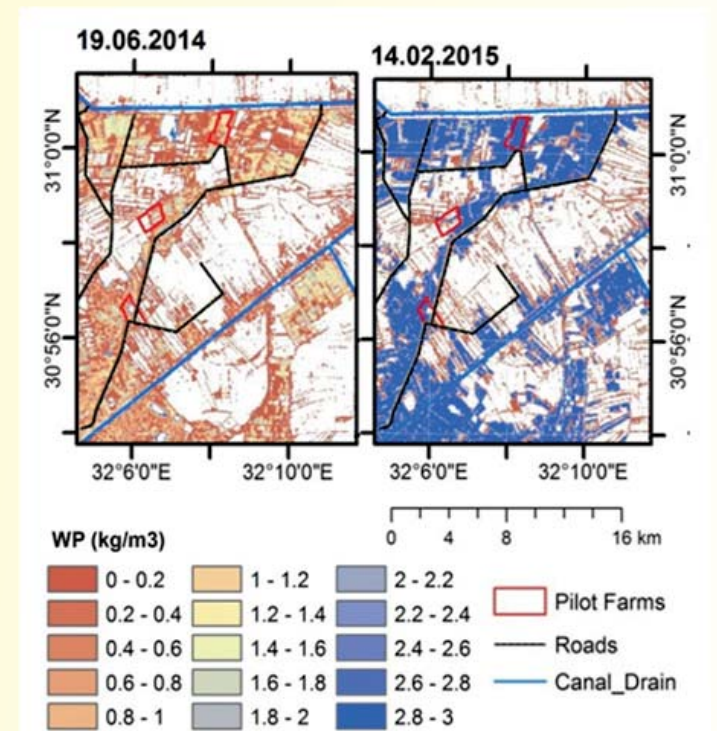 19.06.2014
14.02.2015
31°0'0"N
30°56'0"N
32°6'0"E
32°10'0"E
32°6'0"E
32°10'0"E
31°0'0"N
30°56'0"N
0 4 8 16 km
WP (kg/m3)
0 - 0.2
0.2 - 0.4
0.4 - 0.6
0.6 - 0.8
0.8 - 1
1 - 1.2
1.2 - 1.4
1.4 - 1.6
1.6 - 1.8
1.8 - 2
2 - 2.2
2.2 - 2.4
2.4 - 2.6
2.6 - 2.8
2.8 - 3
Pilot Farms
Roads
Canal_Drain